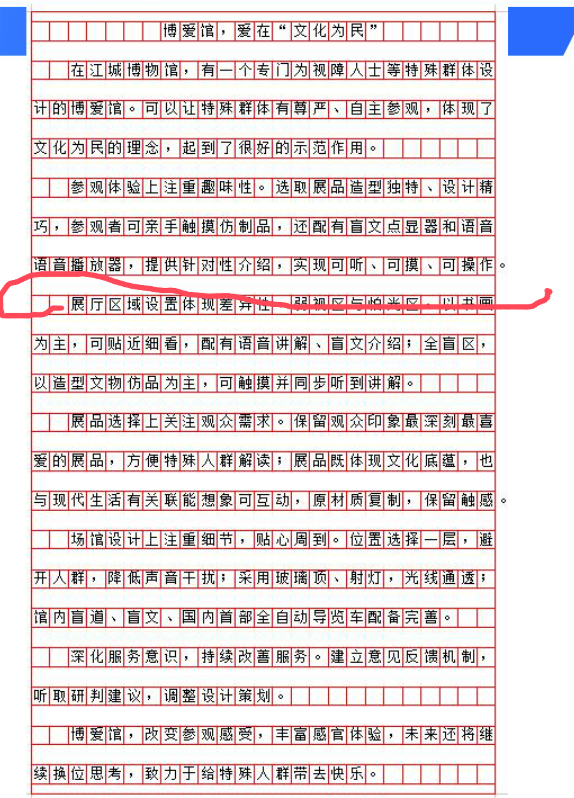 博爱馆，爱在“文化为民”
在江城博物馆，有一个专门为视障人士等特殊群体设
计的博爱馆。可以让特殊群体有尊严、自主参观，体现了
文化为民的理念，起到了很好的示范作用。
参观体验上注重趣味性。选取展品造型独特、设计精
巧，参观者可亲手触摸仿制品，还配有盲文点显器和语音
语音播放器，提供针对性介绍，实现可听、可摸、可操作。
展厅区域设置体现差异性。弱视区与怕光区，以书画
为主，可贴近细看，配有语音讲解、盲文介绍；全盲区，
以造型文物仿品为主，可触摸并同步听到讲解。
展品选择上关注观众需求。保留观众印象最深刻最喜
爱的展品，方便特殊人群解读；展品既体现文化底蕴，也
与现代生活有关联能想象可互动，原材质复制，保留触感。
场馆设计上注重细节，贴心周到。位置选择一层，避
开人群，降低声音干扰；采用玻璃顶、射灯，光线通透；
馆内盲道、盲文、国内首部全自动导览车配备完善。
深化服务意识，持续改善服务。建立意见反馈机制，
听取研判建议，调整设计策划。
博爱馆，改变参观感受，丰富感官体验，未来还将继
续换位思考，致力于给特殊人群带去快乐。